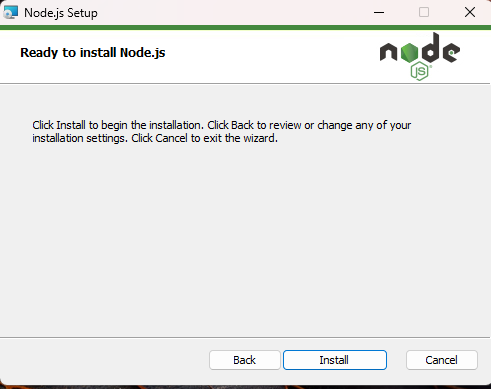 Node.js Setup
Ready to install Node.js
node
JS
Click Install to begin the installation. Click Back to review or change any of your
installation settings. Click Cancel to exit the wizard.
Back Install Cancel